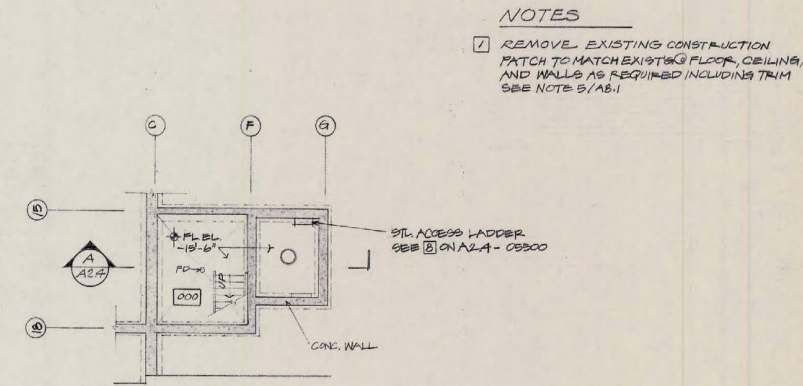 NOTES
1 REMOVE EXISTING CONSTRUCTION
PATCH TO MATCH EXIST'G @ FLOOR, CEILING,
AND WALLS AS REQUIRED INCLUDING TRIM
SEE NOTE 5/A8.1
C F G
15
STL. ACCESS LADDER
SEE 8 ON A2.4 - 05500
FL. EL.
-15'-6"
A
A2.4
FD
UP
000
18
CONC. WALL